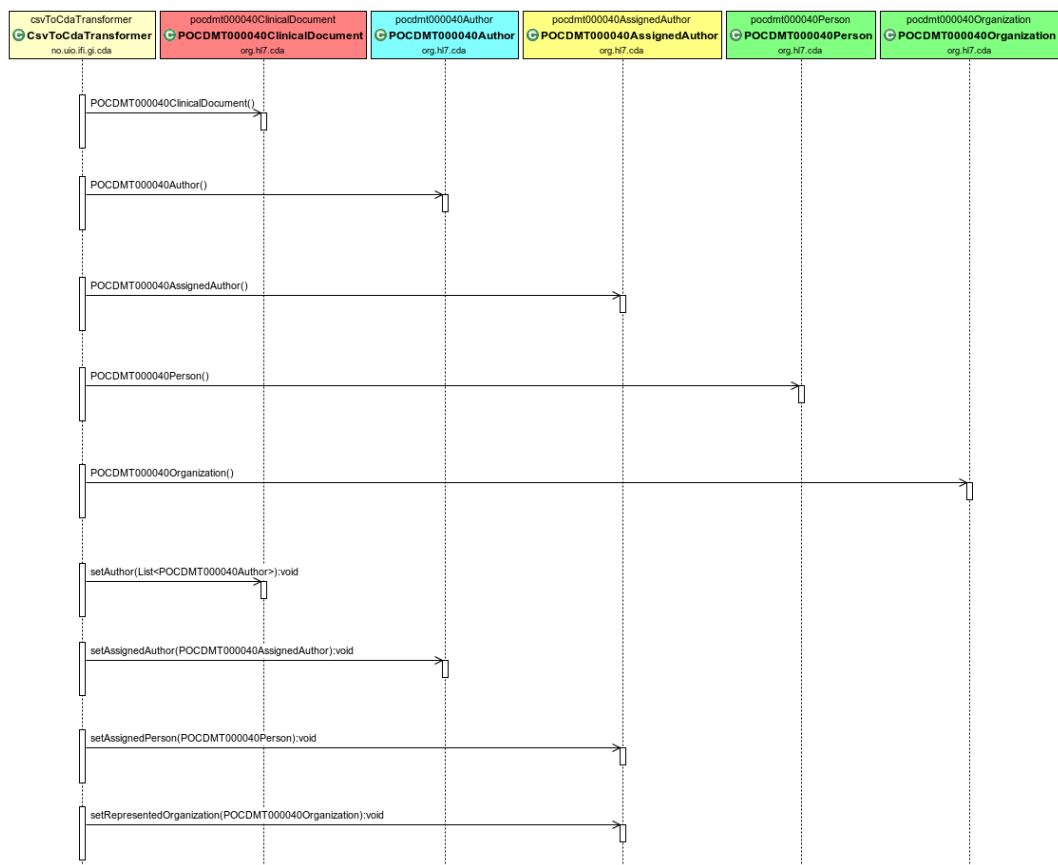 csvToCdaTransformer
CsvToCdaTransformer
no.uio.ifi.gi.cda
pocdmt000040ClinicalDocument
POCDMT000040ClinicalDocument
org.hl7.cda
pocdmt000040Author
POCDMT000040Author
org.hl7.cda
pocdmt000040AssignedAuthor
POCDMT000040AssignedAuthor
org.hl7.cda
pocdmt000040Person
POCDMT000040Person
org.hl7.cda
pocdmt000040Organization
POCDMT000040Organization
org.hl7.cda
POCDMT000040ClinicalDocument()
POCDMT000040Author()
POCDMT000040AssignedAuthor()
POCDMT000040Person()
POCDMT000040Organization()
setAuthor(List<POCDMT000040Author>):void
setAssignedAuthor(POCDMT000040AssignedAuthor):void
setAssignedPerson(POCDMT000040Person):void
setRepresentedOrganization(POCDMT000040Organization):void